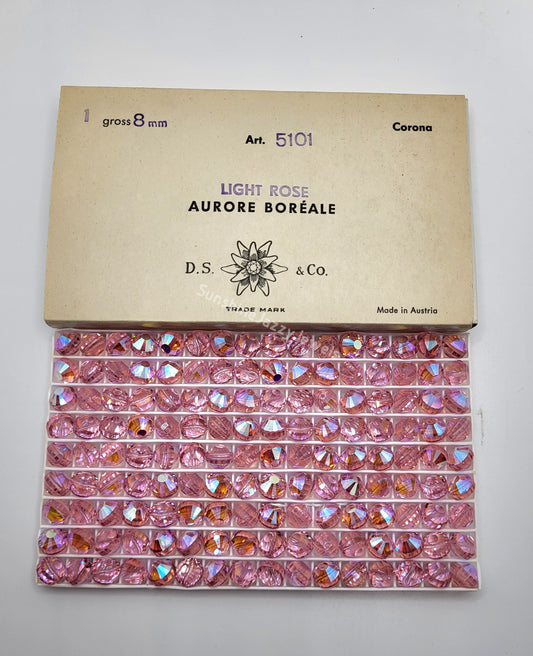 1 gross 8 mm
Corona
Art. 5101
LIGHT ROSE
AURORE BORÉALE
D.S. & Co.
TRADE MARK
Made in Austria